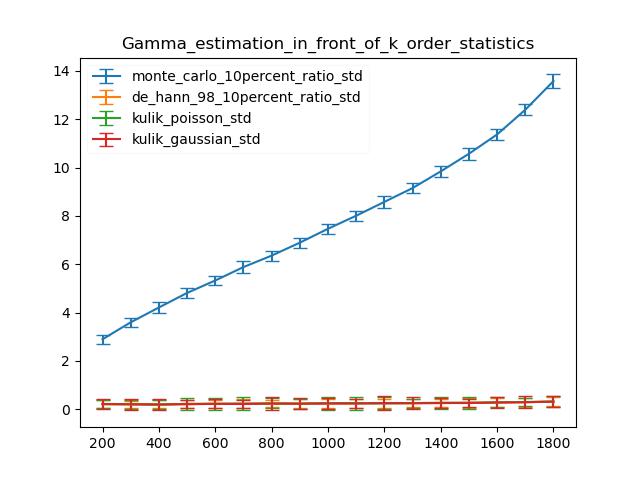 Gamma_estimation_in_front_of_k_order_statistics
monte_carlo_10percent_ratio_std
de_hann_98_10percent_ratio_std
kulik_poisson_std
kulik_gaussian_std
14
12
10
8
6
4
2
0
200 400 600 800 1000 1200 1400 1600 1800